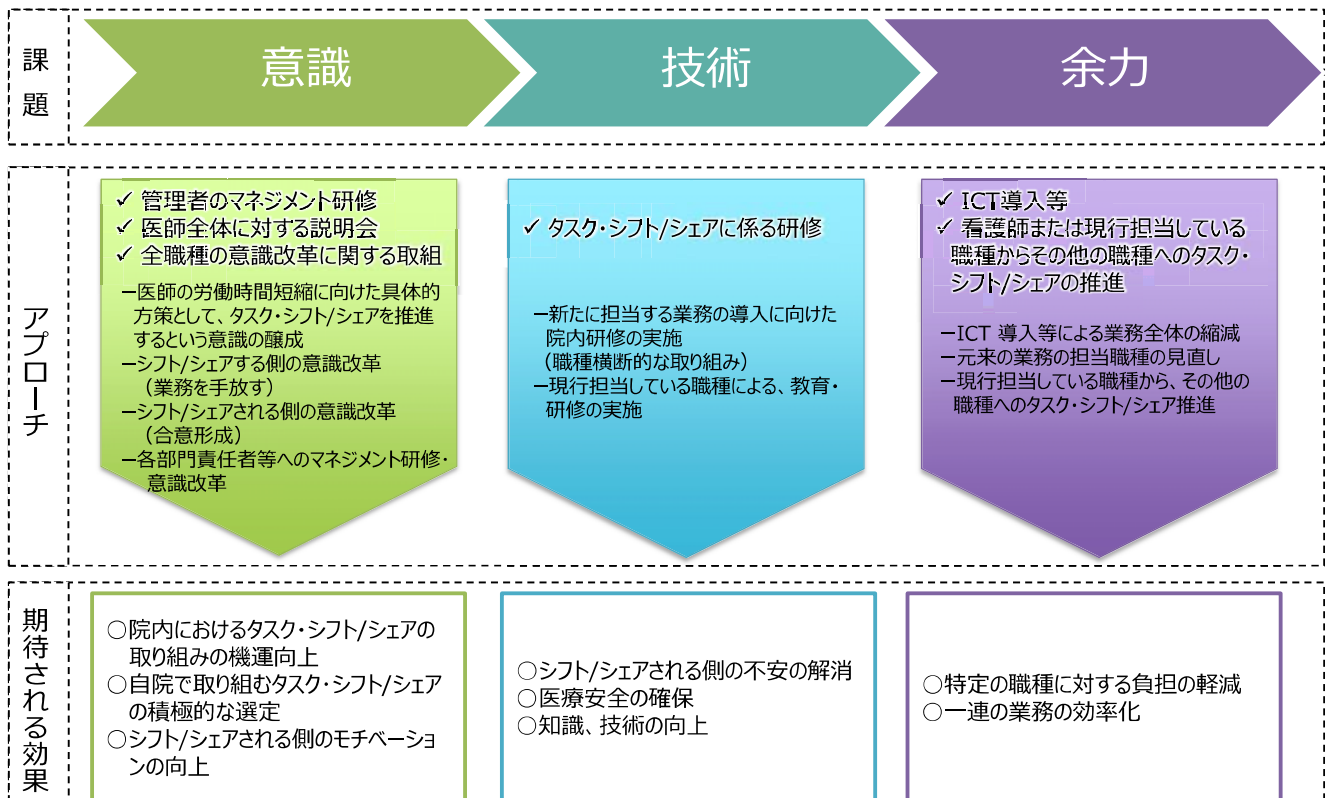 課題
意識
技術
余力
アプローチ
✓ 管理者のマネジメント研修
✓ 医師全体に対する説明会
✓ 全職種の意識改革に関する取組
－医師の労働時間短縮に向けた具体的
方策として、タスク・シフト/シェアを推進
するという意識の醸成
－シフト/シェアする側の意識改革
（業務を手放す）
－シフト/シェアされる側の意識改革
（合意形成）
－各部門責任者等へのマネジメント研修・
意識改革
✓ タスク・シフト/シェアに係る研修
－新たに担当する業務の導入に向けた
院内研修の実施
（職種横断的な取り組み）
－現行担当している職種による、教育・
研修の実施
✓ ICT導入等
✓ 看護師または現行担当している
職種からその他の職種へのタスク・
シフト/シェアの推進
－ICT 導入等による業務全体の縮減
－元来の業務の担当職種の見直し
－現行担当している職種から、その他の
職種へのタスク・シフト/シェア推進
期待される効果
○院内におけるタスク・シフト/シェアの
取り組みの機運向上
○自院で取り組むタスク・シフト/シェア
の積極的な選定
○シフト/シェアされる側のモチベーショ
ンの向上
○シフト/シェアされる側の不安の解消
○医療安全の確保
○知識、技術の向上
○特定の職種に対する負担の軽減
○一連の業務の効率化